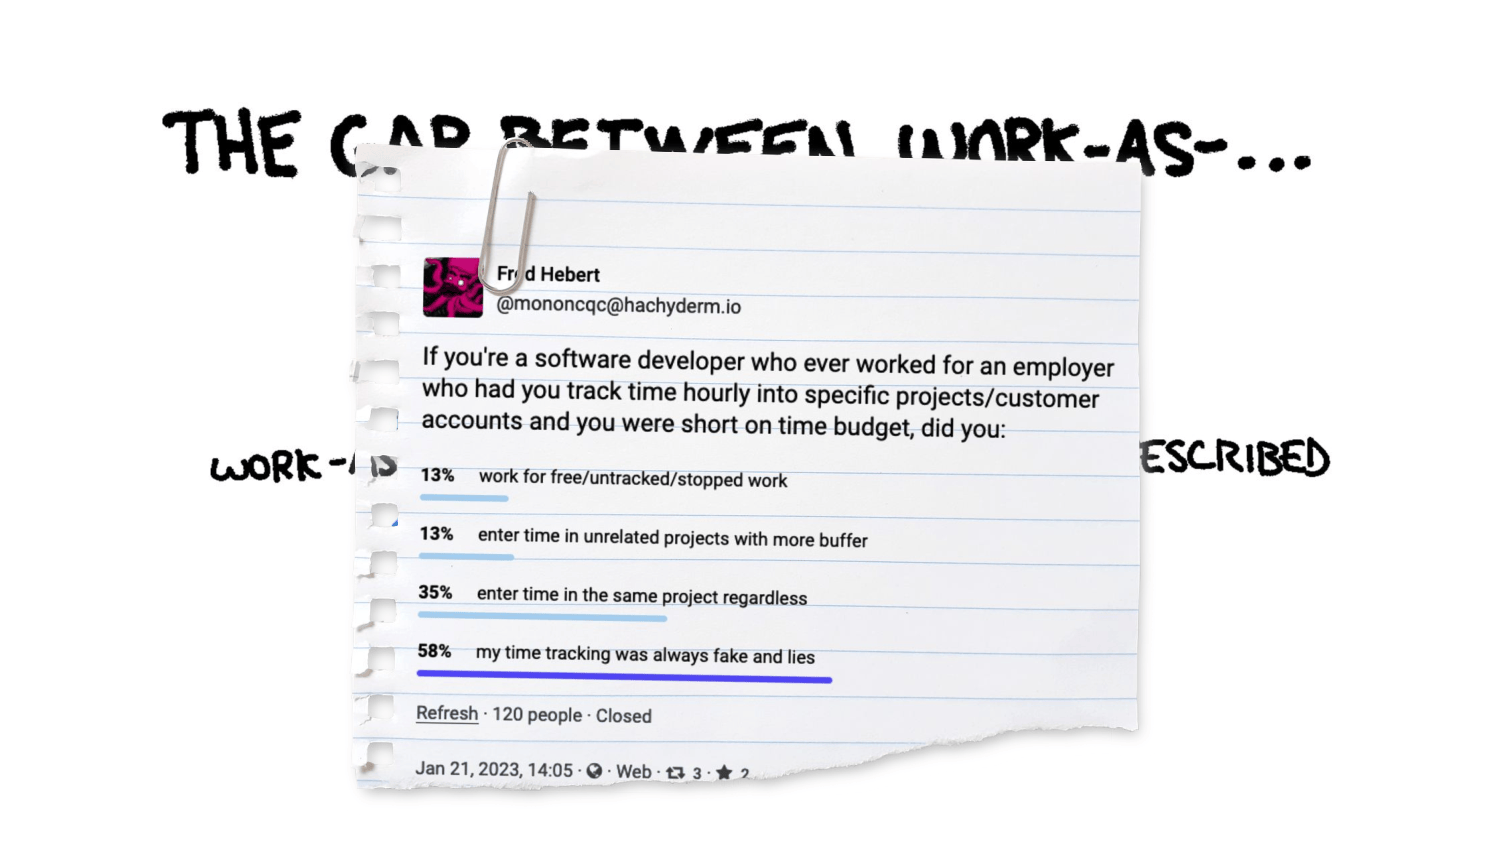 THE GAP BETWEEN WORK-AS-...
Fred Hebert
@mononcqc@hachyderm.io
If you're a software developer who ever worked for an employer
who had you track time hourly into specific projects/customer
accounts and you were short on time budget, did you:
WORK-AS ESCRIBED
13% work for free/untracked/stopped work
13% enter time in unrelated projects with more buffer
35% enter time in the same project regardless
58% my time tracking was always fake and lies
Refresh · 120 people · Closed
Jan 21, 2023, 14:05 · Web · 3 · 2